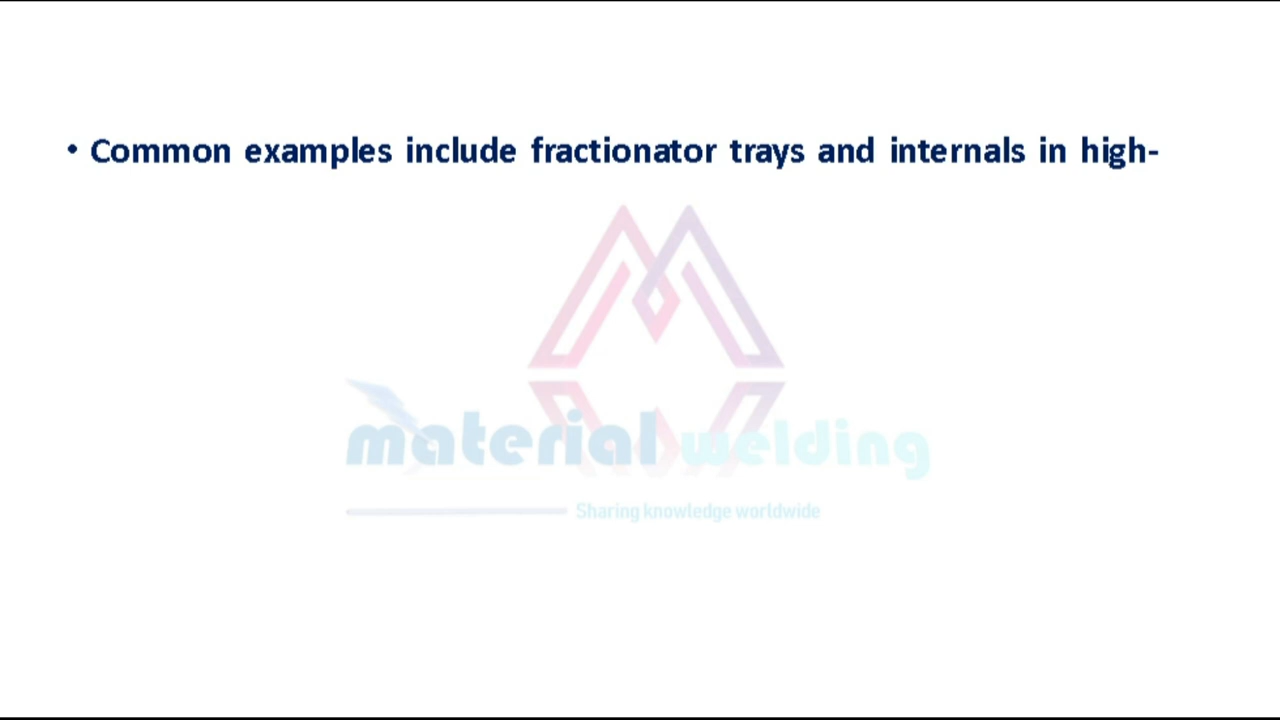 • Common examples include fractionator trays and internals in high-
material welding
Sharing knowledge worldwide